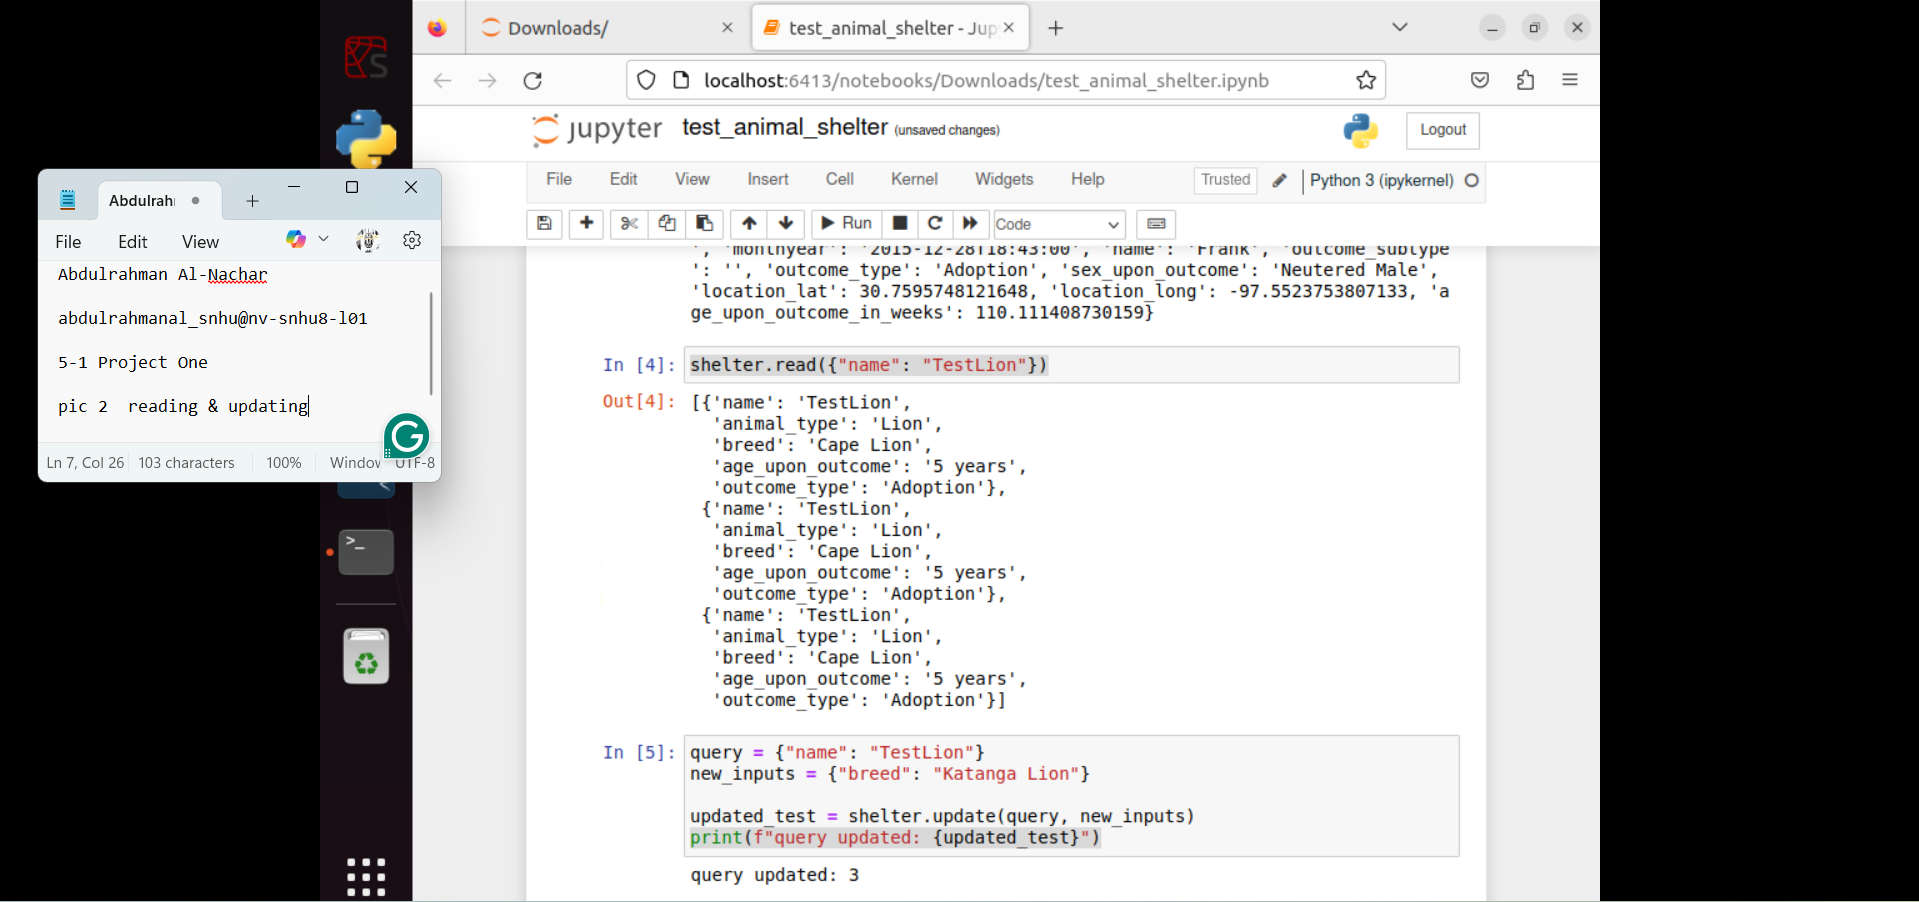 Downloads/
test_animal_shelter - Jup
localhost:6413/notebooks/Downloads/test_animal_shelter.ipynb
jupyter test_animal_shelter (unsaved changes)
Logout
File Edit View Insert Cell Kernel Widgets Help
Trusted
Python 3 (ipykernel)
Run
Code
Abdulrah
File Edit View
Abdulrahman Al-Nachar
abdulrahmanal_snhu@nv-snhu8-l01
5-1 Project One
pic 2  reading & updating
Ln 7, Col 26 103 characters 100% Window UTF-8
', 'monthyear': '2015-12-28T18:43:00', 'name': 'Frank', 'outcome_subtype
': '', 'outcome_type': 'Adoption', 'sex_upon_outcome': 'Neutered Male',
'location_lat': 30.7595748121648, 'location_long': -97.5523753807133, 'a
ge_upon_outcome_in_weeks': 110.111408730159}
In [4]: shelter.read({"name": "TestLion"})
Out[4]: [{'name': 'TestLion',
'animal_type': 'Lion',
'breed': 'Cape Lion',
'age_upon_outcome': '5 years',
'outcome_type': 'Adoption'},
{'name': 'TestLion',
'animal_type': 'Lion',
'breed': 'Cape Lion',
'age_upon_outcome': '5 years',
'outcome_type': 'Adoption'},
{'name': 'TestLion',
'animal_type': 'Lion',
'breed': 'Cape Lion',
'age_upon_outcome': '5 years',
'outcome_type': 'Adoption'}]
In [5]: query = {"name": "TestLion"}
new_inputs = {"breed": "Katanga Lion"}
updated_test = shelter.update(query, new_inputs)
print(f"query updated: {updated_test}")
query updated: 3